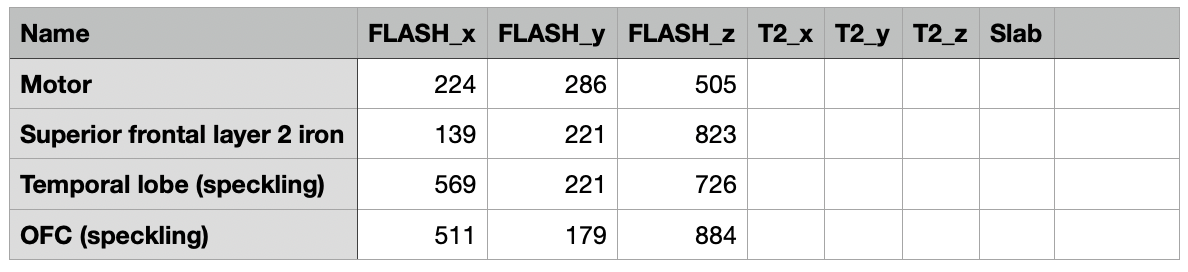 Name FLASH_x FLASH_y FLASH_z T2_x T2_y T2_z Slab
Motor 224 286 505
Superior frontal layer 2 iron 139 221 823
Temporal lobe (speckling) 569 221 726
OFC (speckling) 511 179 884